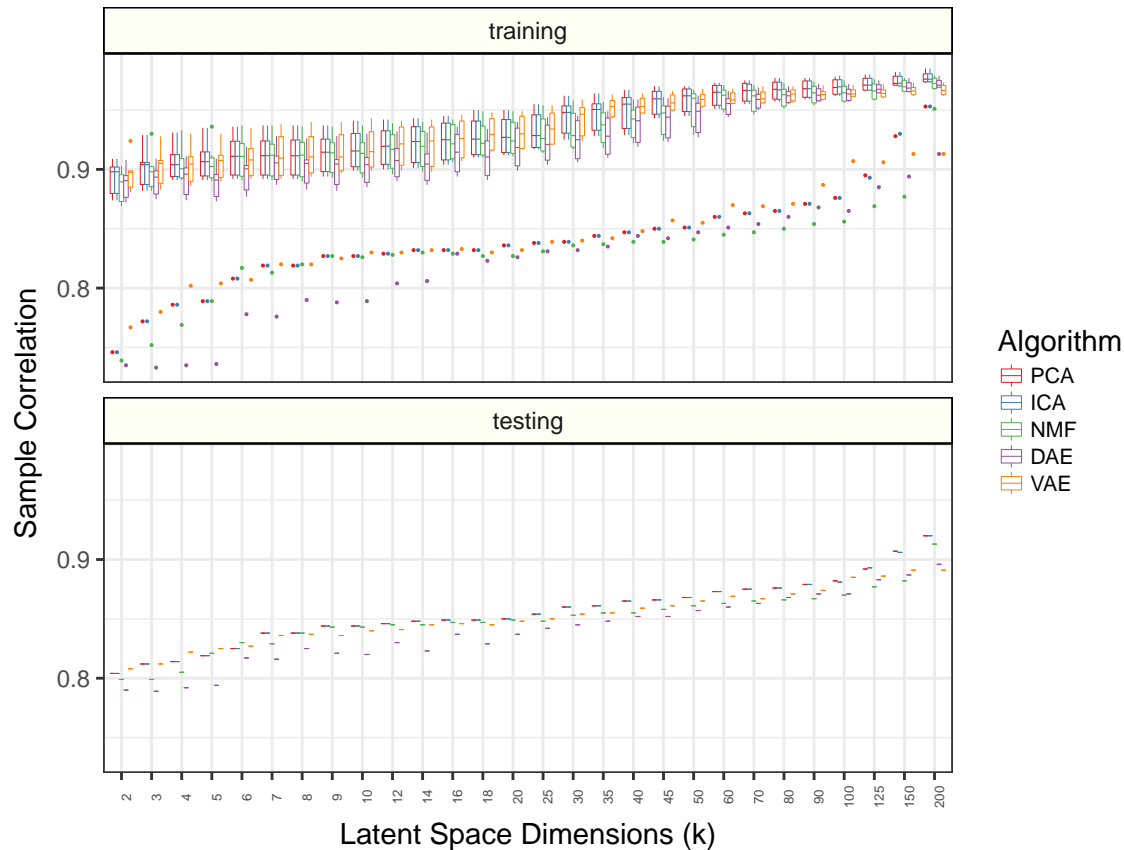 training
0.9
0.8
testing
0.9
0.8
Sample Correlation
2 3 4 5 6 7 8 9 10 12 14 16 18 20 25 30 35 40 45 50 60 70 80 90 100 125 150 200
Latent Space Dimensions (k)
Algorithm
PCA
ICA
NMF
DAE
VAE